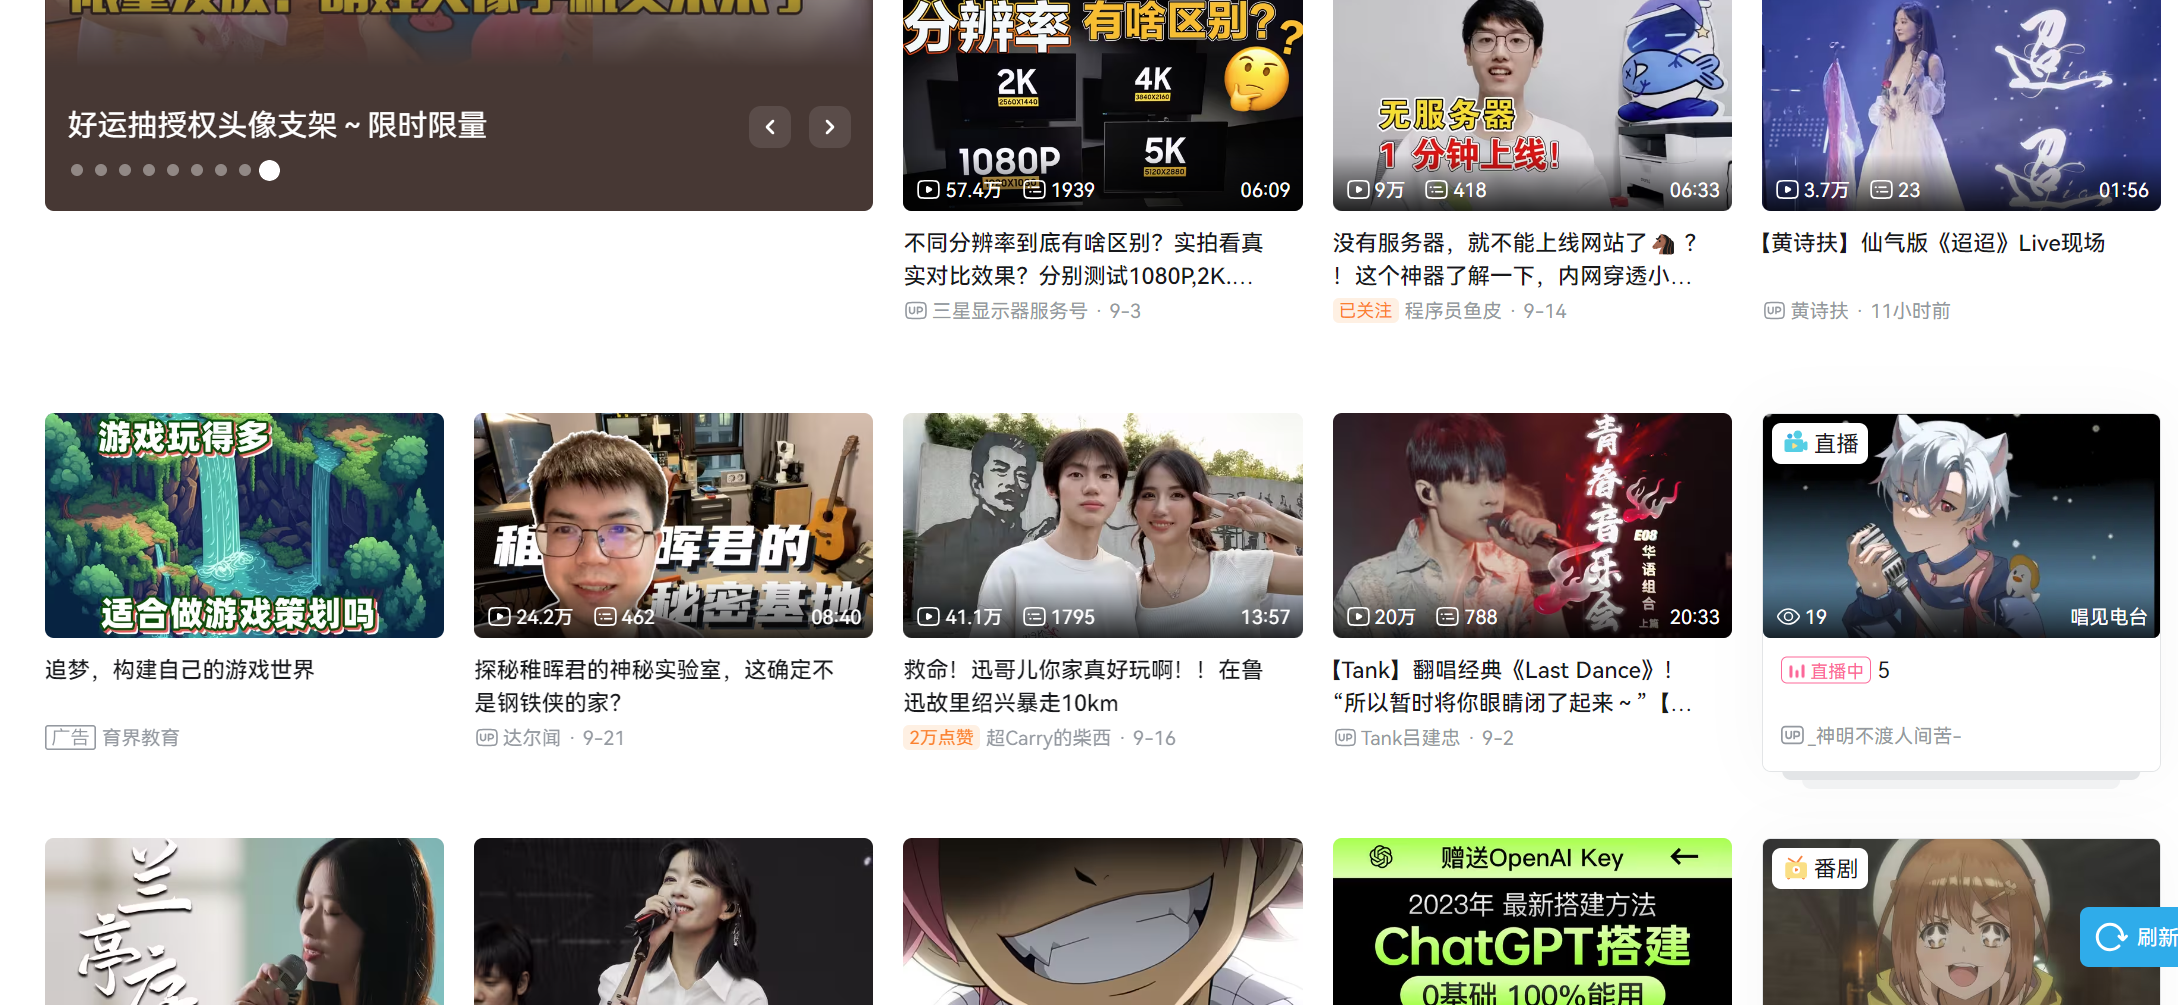 好运抽授权头像支架～限时限量
分辨率 有啥区别？?
2K
2560X1440
4K
3840X2160
1080P
5K
5120X2880
57.4万 1939 06:09
不同分辨率到底有啥区别？实拍看真
实对比效果？分别测试1080P,2K....
UP 三星显示器服务号 · 9-3
无服务器
1 分钟上线!
9万 418 06:33
没有服务器，就不能上线网站了🐴？
！这个神器了解一下，内网穿透小...
已关注 程序员鱼皮 · 9-14
迢
迢
3.7万 23 01:56
【黄诗扶】仙气版《迢迢》Live现场
UP 黄诗扶 · 11小时前
游戏玩得多
适合做游戏策划吗
追梦，构建自己的游戏世界
广告 育界教育
稚晖君的
秘密基地
24.2万 462 08:40
探秘稚晖君的神秘实验室，这确定不
是钢铁侠的家？
UP 达尔闻 · 9-21
41.1万 1795 13:57
救命！迅哥儿你家真好玩啊！！在鲁
迅故里绍兴暴走10km
2万点赞 超Carry的柴西 · 9-16
青春音乐会
E08
华语组合
上篇
20万 788 20:33
【Tank】翻唱经典《Last Dance》！
“所以暂时将你眼睛闭了起来～”【...
UP Tank吕建忠 · 9-2
直播
19 唱见电台
直播中 5
UP _神明不渡人间苦-
兰亭序
赠送OpenAI Key
2023年 最新搭建方法
ChatGPT搭建
0基础 100%能用
番剧
刷新